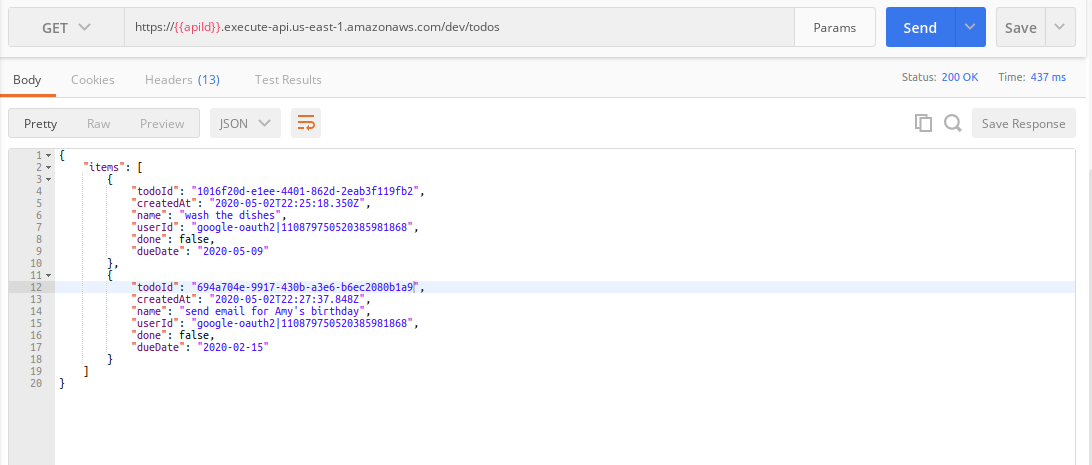 GET https://{{apiId}}.execute-api.us-east-1.amazonaws.com/dev/todos Params Send Save
Body Cookies Headers (13) Test Results Status: 200 OK Time: 437 ms
Pretty Raw Preview JSON Save Response
1 {
2 "items": [
3 {
4 "todoId": "1016f20d-e1ee-4401-862d-2eab3f119fb2",
5 "createdAt": "2020-05-02T22:25:18.350Z",
6 "name": "wash the dishes",
7 "userId": "google-oauth2|110879750520385981868",
8 "done": false,
9 "dueDate": "2020-05-09"
10 },
11 {
12 "todoId": "694a704e-9917-430b-a3e6-b6ec2080b1a9",
13 "createdAt": "2020-05-02T22:27:37.848Z",
14 "name": "send email for Amy's birthday",
15 "userId": "google-oauth2|110879750520385981868",
16 "done": false,
17 "dueDate": "2020-02-15"
18 }
19 ]
20 }